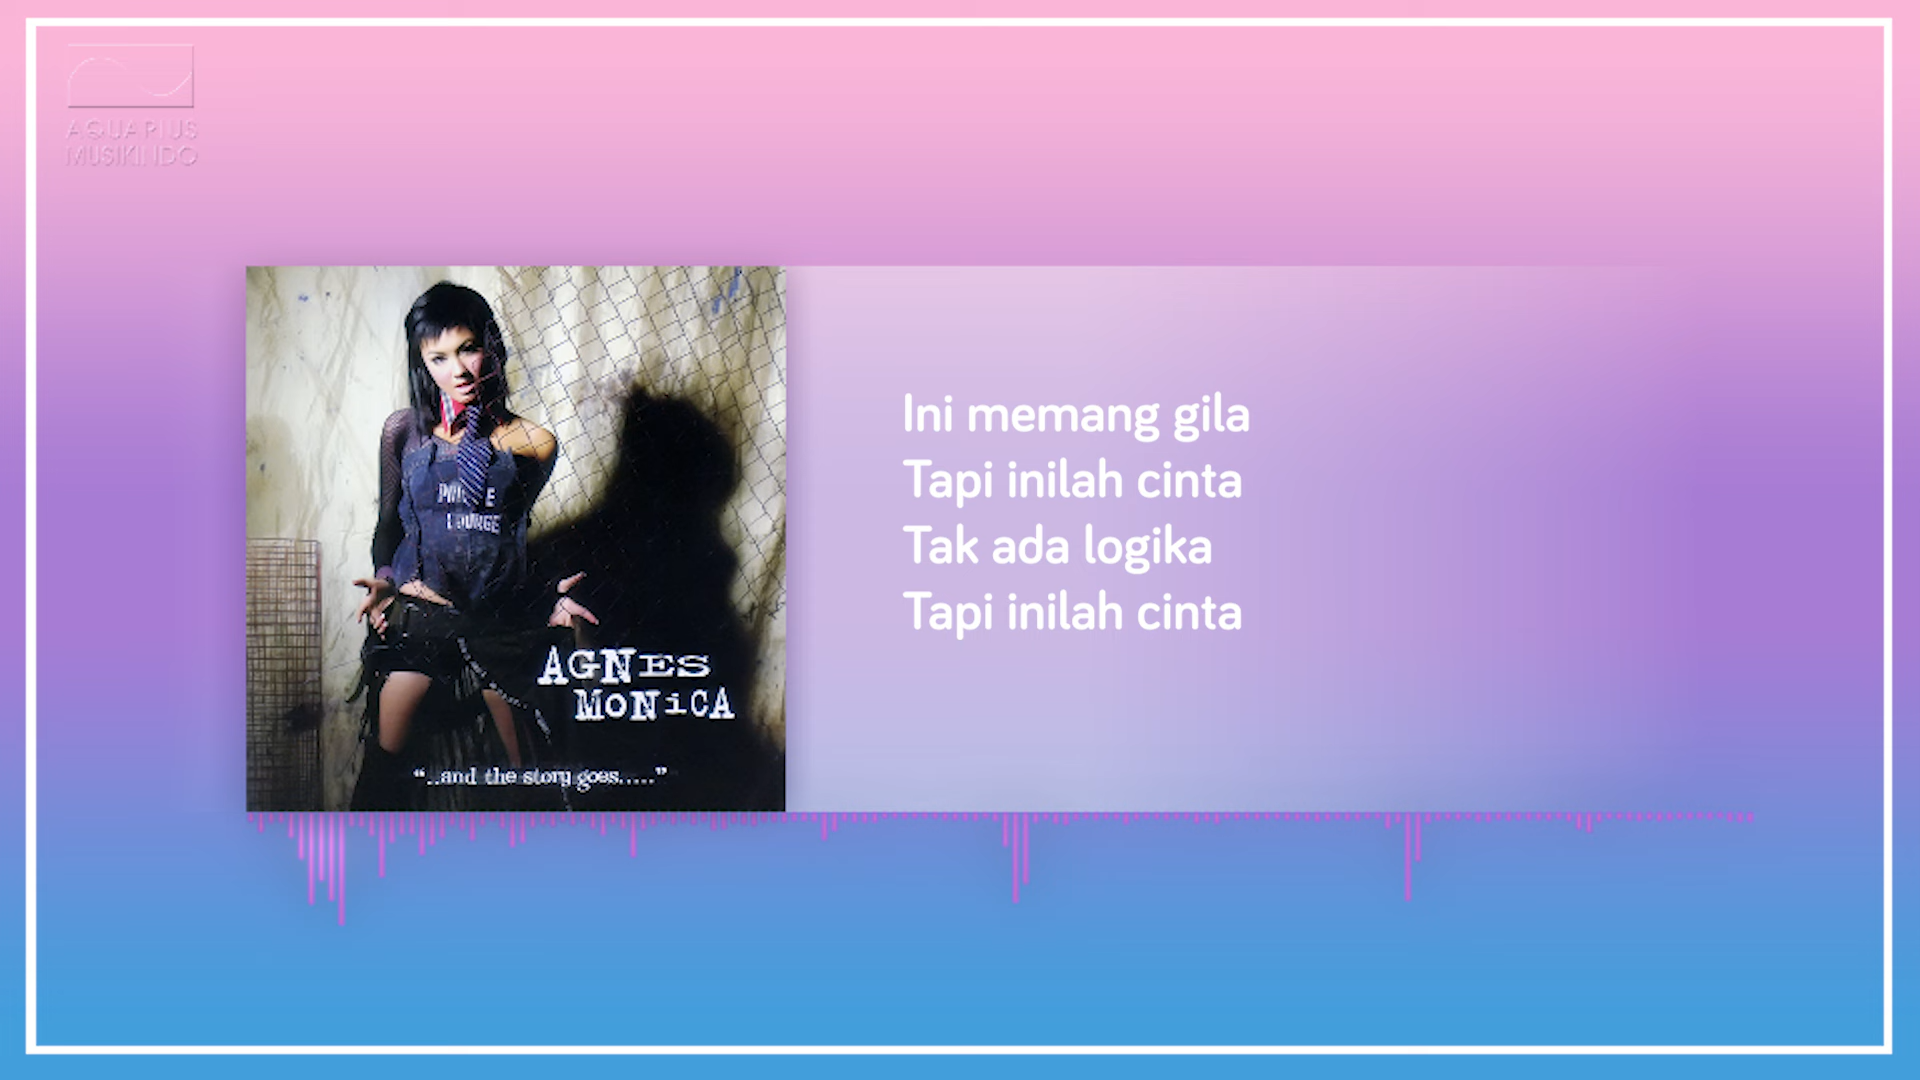 AQUARIUS
MUSIKINDO
Ini memang gila
Tapi inilah cinta
Tak ada logika
Tapi inilah cinta
LOUNGE
AGNES
MONiCA
“..and the story goes.....”